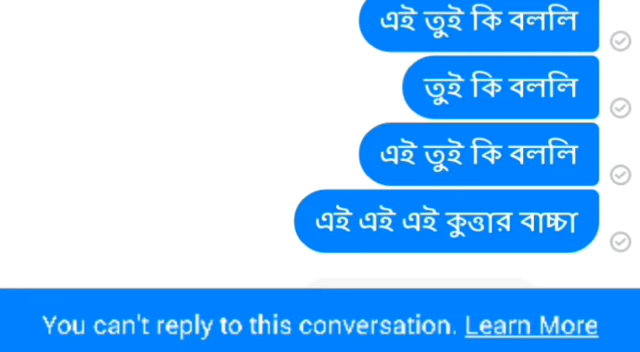 এই তুই কি বললি
তুই কি বললি
এই তুই কি বললি
এই এই এই কুত্তার বাচ্চা
You can't reply to this conversation. Learn More